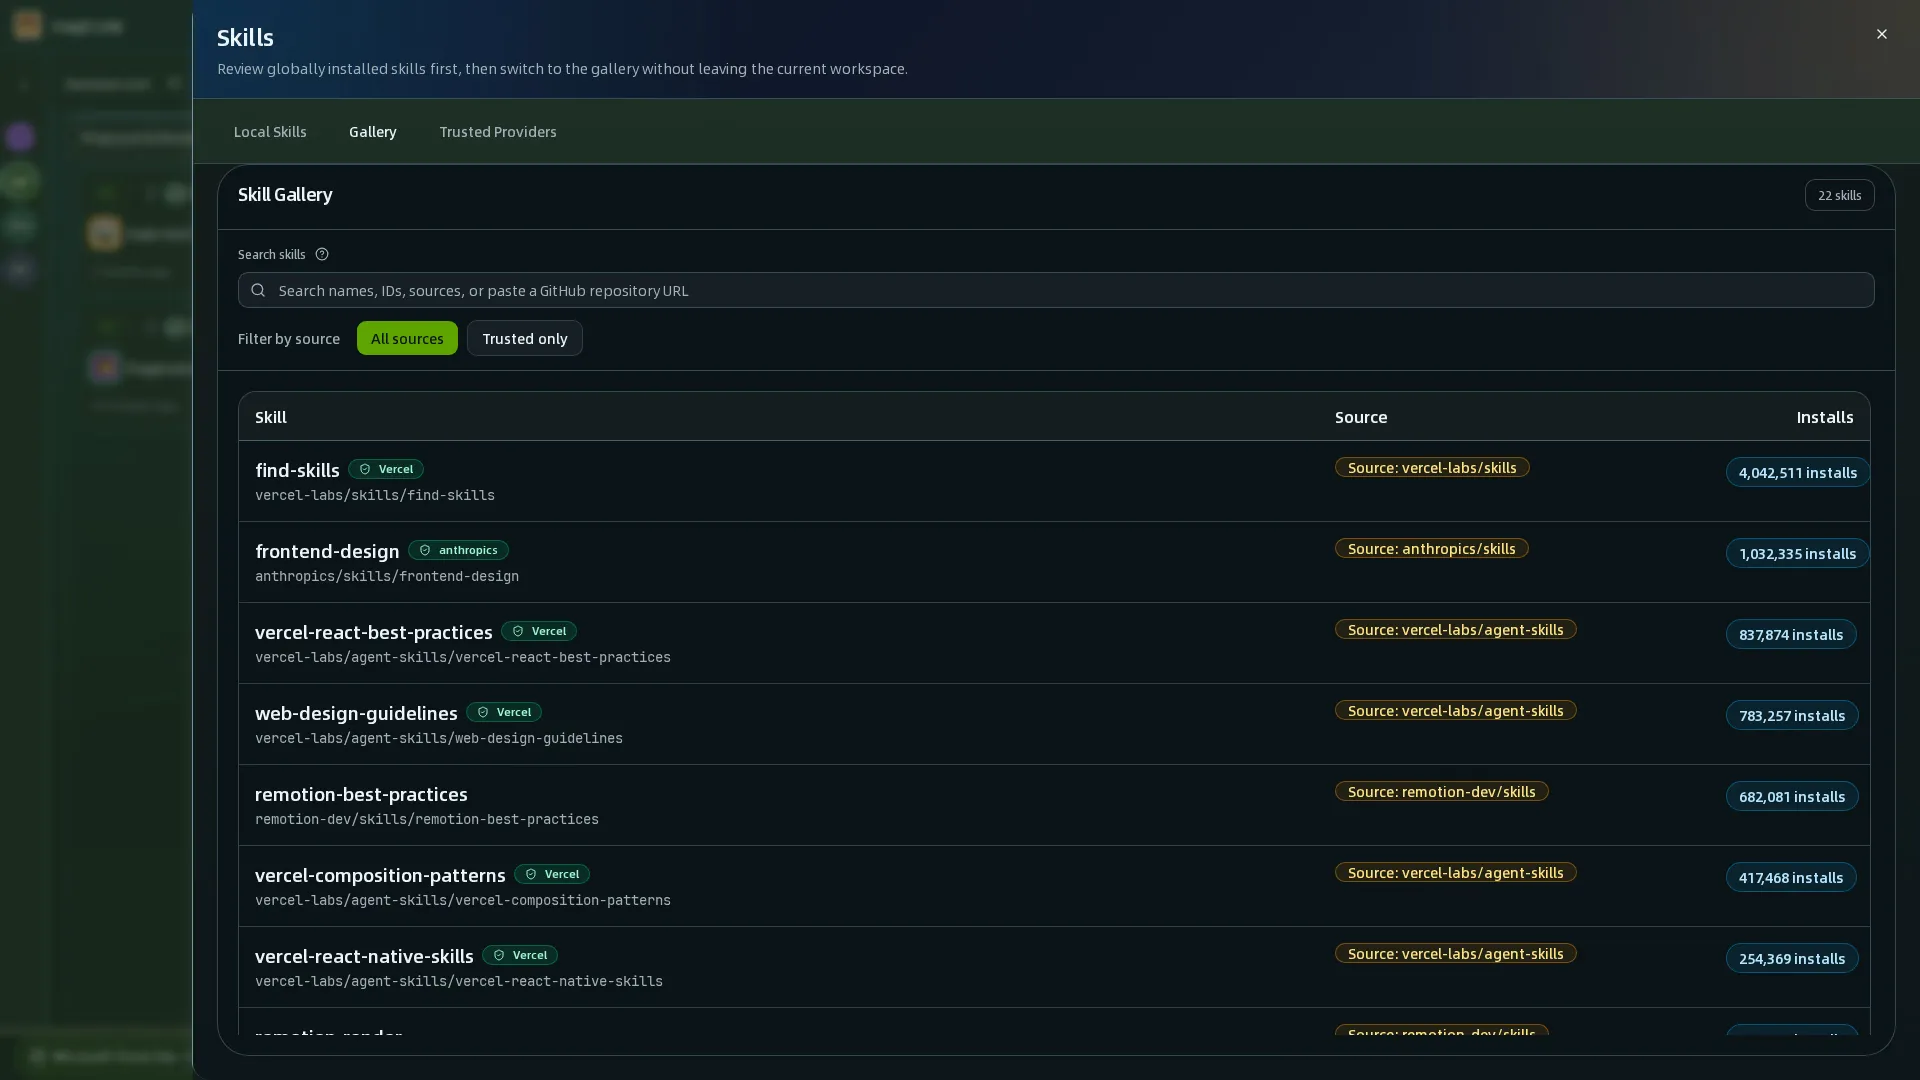 Skills
Review globally installed skills first, then switch to the gallery without leaving the current workspace.
Local Skills Gallery Trusted Providers
Skill Gallery 22 skills
Search skills
Search names, IDs, sources, or paste a GitHub repository URL
Filter by source All sources Trusted only
Skill Source Installs
find-skills Vercel Source: vercel-labs/skills 4,042,511 installs
vercel-labs/skills/find-skills
frontend-design anthropics Source: anthropics/skills 1,032,335 installs
anthropics/skills/frontend-design
vercel-react-best-practices Vercel Source: vercel-labs/agent-skills 837,874 installs
vercel-labs/agent-skills/vercel-react-best-practices
web-design-guidelines Vercel Source: vercel-labs/agent-skills 783,257 installs
vercel-labs/agent-skills/web-design-guidelines
remotion-best-practices Source: remotion-dev/skills 682,081 installs
remotion-dev/skills/remotion-best-practices
vercel-composition-patterns Vercel Source: vercel-labs/agent-skills 417,468 installs
vercel-labs/agent-skills/vercel-composition-patterns
vercel-react-native-skills Vercel Source: vercel-labs/agent-skills 254,369 installs
vercel-labs/agent-skills/vercel-react-native-skills
remotion-render Source: remotion-dev/skills